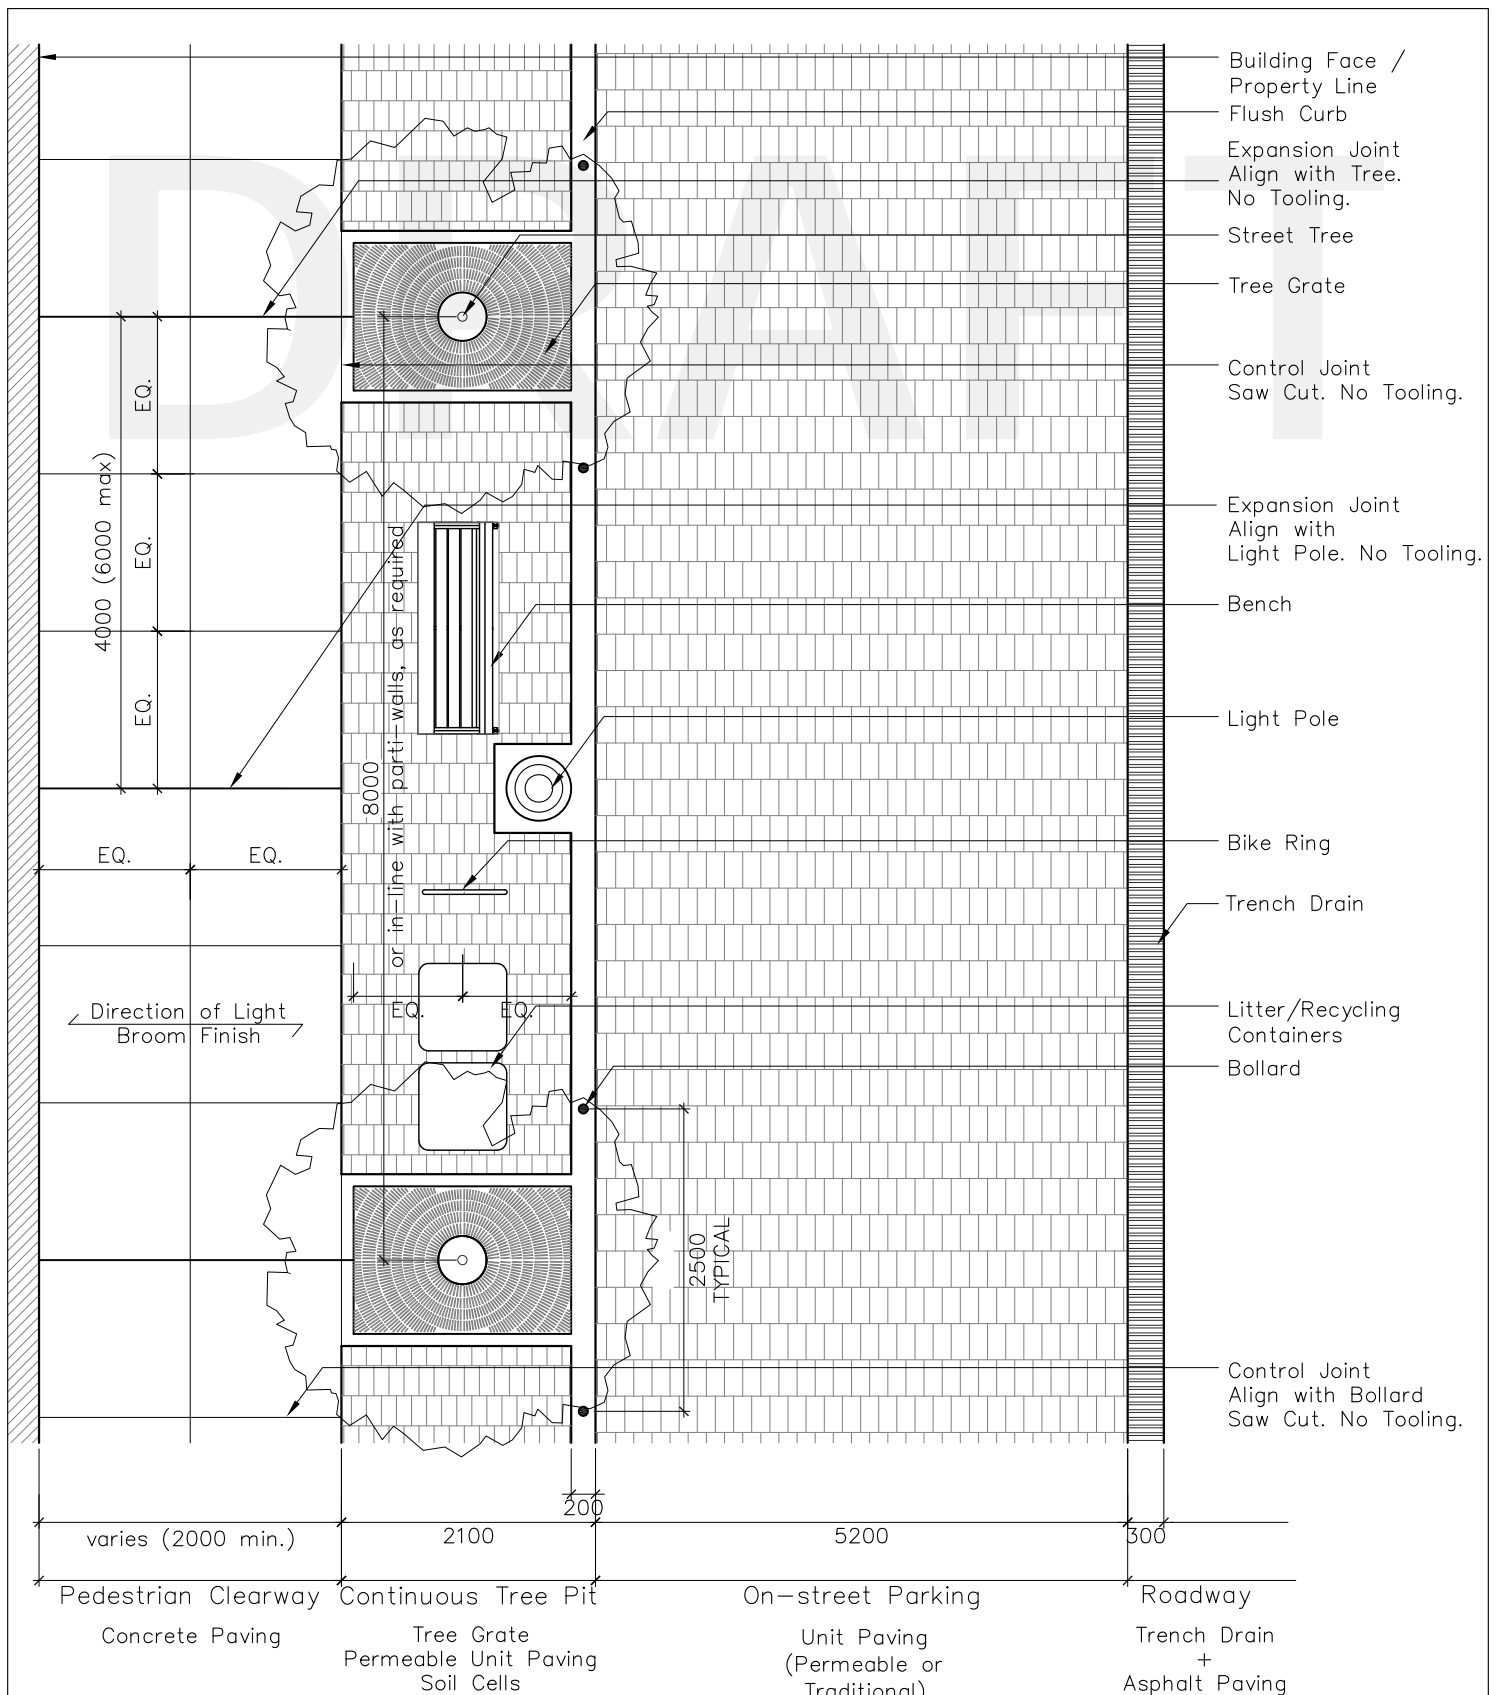 DRAFT
Building Face /
Property Line
Flush Curb
Expansion Joint
Align with Tree.
No Tooling.
Street Tree
Tree Grate
Control Joint
Saw Cut. No Tooling.
Expansion Joint
Align with
Light Pole. No Tooling.
Bench
Light Pole
Bike Ring
Trench Drain
Litter/Recycling
Containers
Bollard
Control Joint
Align with Bollard
Saw Cut. No Tooling.
4000 (6000 max)
EQ.
EQ.
EQ.
8000
or in-line with parti-walls, as required
EQ.
EQ.
EQ.
EQ.
Direction of Light
Broom Finish
2500
TYPICAL
200
varies (2000 min.)
2100
5200
300
Pedestrian Clearway
Concrete Paving
Continuous Tree Pit
Tree Grate
Permeable Unit Paving
Soil Cells
On-street Parking
Unit Paving
(Permeable or
Traditional)
Roadway
Trench Drain
+
Asphalt Paving